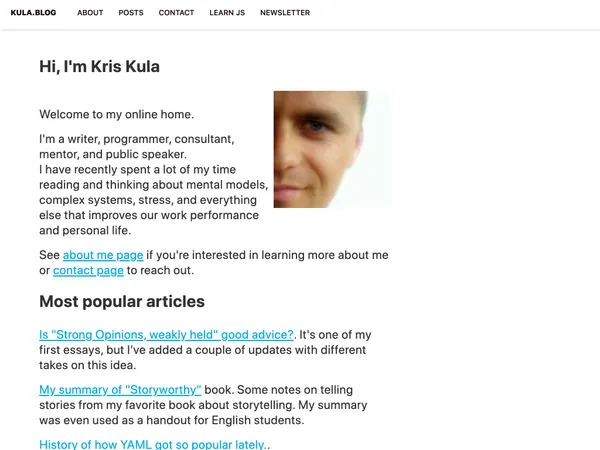 KULA.BLOG ABOUT POSTS CONTACT LEARN JS NEWSLETTER
Hi, I'm Kris Kula
Welcome to my online home.
I'm a writer, programmer, consultant,
mentor, and public speaker.
I have recently spent a lot of my time
reading and thinking about mental models,
complex systems, stress, and everything
else that improves our work performance
and personal life.
See about me page if you're interested in learning more about me
or contact page to reach out.
Most popular articles
Is "Strong Opinions, weakly held" good advice?. It's one of my
first essays, but I've added a couple of updates with different
takes on this idea.
My summary of "Storyworthy" book. Some notes on telling
stories from my favorite book about storytelling. My summary
was even used as a handout for English students.
History of how YAML got so popular lately..